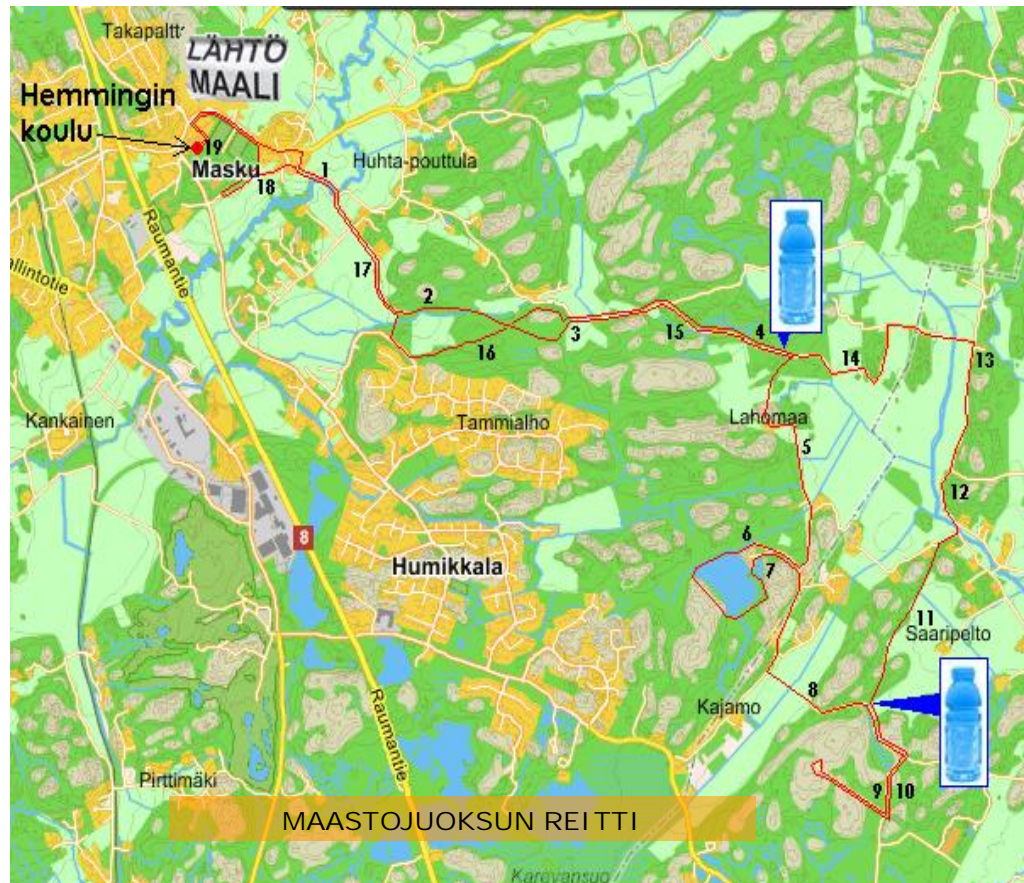 Takapaltt
LÄHTÖ
MAALI
Hemmingin
koulu
19
Masku
18
1
Huhta-pouttula
Raumantie
allintotie
17
2
3
16
15
4
14
13
Kankainen
Tammialho
Lahomaa
5
12
8
6
7
Humikkala
11
Saaripelto
Kajamo
8
Raumantie
9
10
Pirttimäki
MAASTOJUOKSUN REITTI
Karevansuo